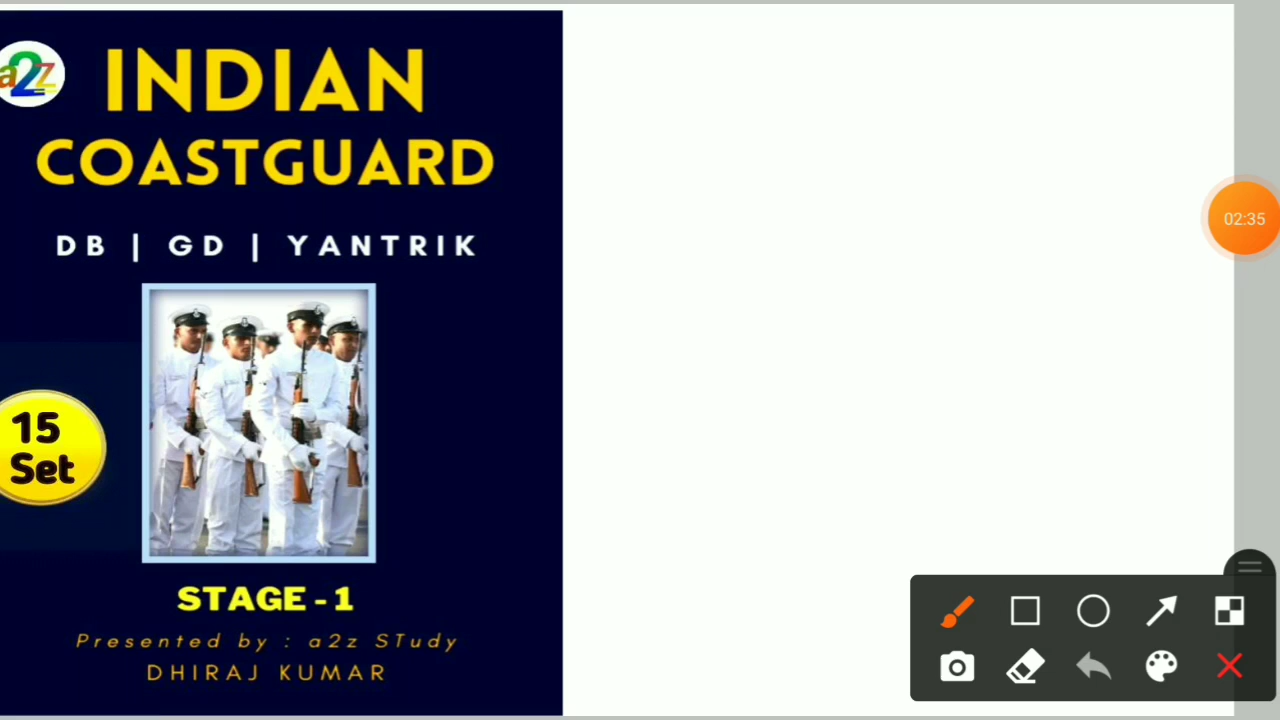 a2z
INDIAN
COASTGUARD
DB | GD | YANTRIK
15
Set
STAGE - 1
Presented by : a2z STudy
DHIRAJ KUMAR
02:35